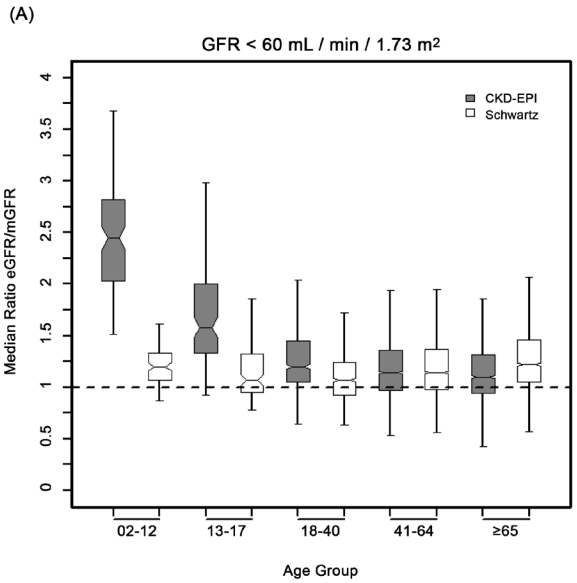 (A)
GFR < 60 mL / min / 1.73 m²
CKD-EPI
Schwartz
Median Ratio eGFR/mGFR
4
3.5
3
2.5
2
1.5
1
0.5
0
02-12 13-17 18-40 41-64 ≥65
Age Group